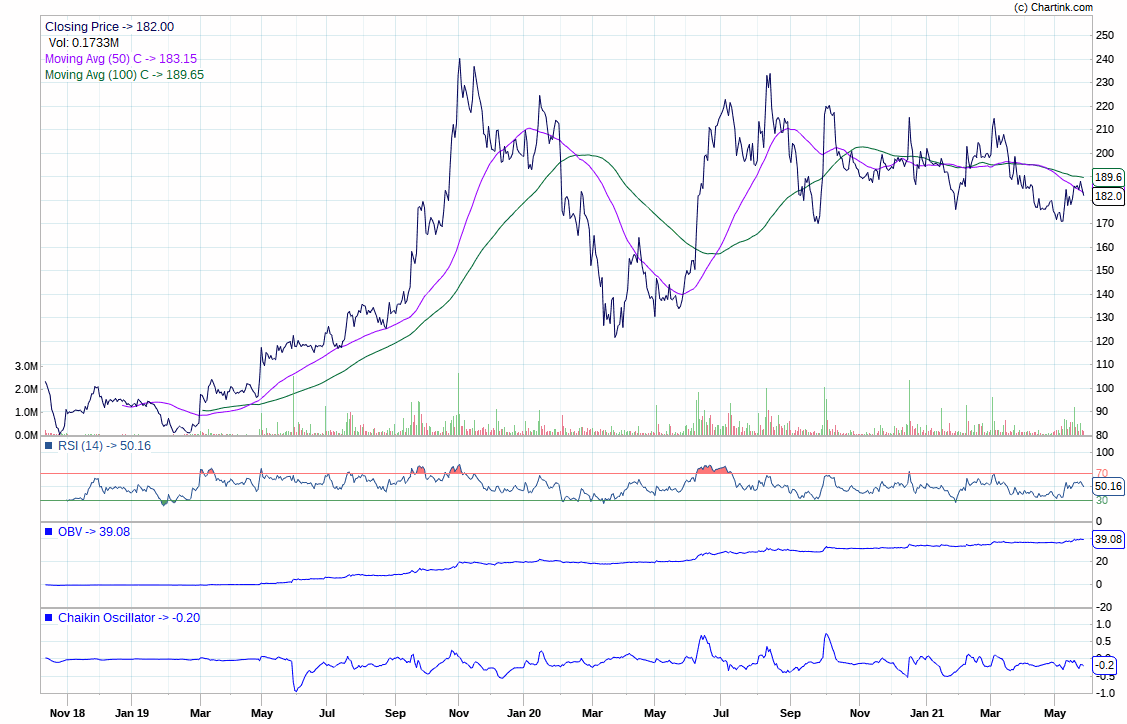 (c) Chartink.com
Closing Price -> 182.00
Vol: 0.1733M
Moving Avg (50) C -> 183.15
Moving Avg (100) C -> 189.65
250
240
230
220
210
200
189.6
182.0
170
160
150
140
130
120
110
100
90
80
3.0M
2.0M
1.0M
0.0M
RSI (14) -> 50.16
100
70
50.16
30
0
OBV -> 39.08
39.08
20
0
-20
Chaikin Oscillator -> -0.20
1.0
0.5
-0.2
-0.5
-1.0
Nov 18 Jan 19 Mar May Jul Sep Nov Jan 20 Mar May Jul Sep Nov Jan 21 Mar May